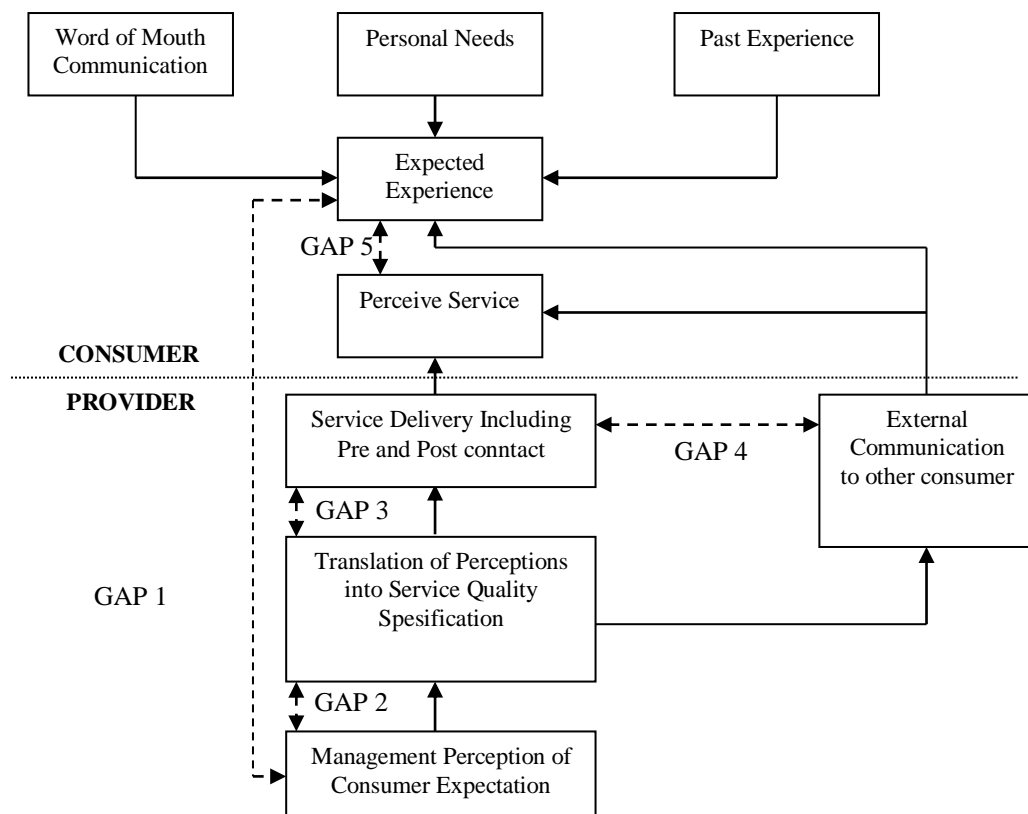 Word of Mouth
Communication
Personal Needs
Past Experience
Expected
Experience
GAP 5
Perceive Service
CONSUMER
PROVIDER
Service Delivery Including
Pre and Post conntact
GAP 4
External
Communication
to other consumer
GAP 3
Translation of Perceptions
into Service Quality
Spesification
GAP 1
GAP 2
Management Perception of
Consumer Expectation